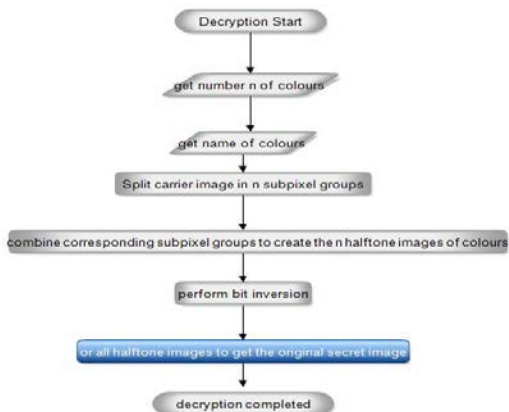 Decryption Start
get number n of colours
get name of colours
Split carrier image in n subpixel groups
combine corresponding subpixel groups to create the n halftone images of colours
perform bit inversion
or all halftone images to get the original secret image
decryption completed